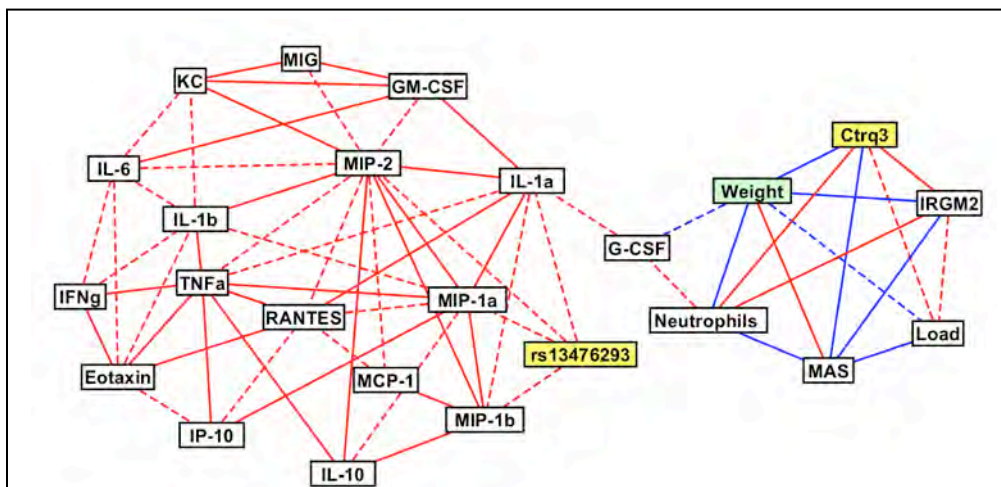 MIG
KC
GM-CSF
Ctrq3
IL-6
MIP-2
IL-1a
Weight
IRGM2
IL-1b
G-CSF
IFNg
TNFa
MIP-1a
RANTES
Neutrophils
Load
rs13476293
Eotaxin
MCP-1
MAS
MIP-1b
IP-10
IL-10